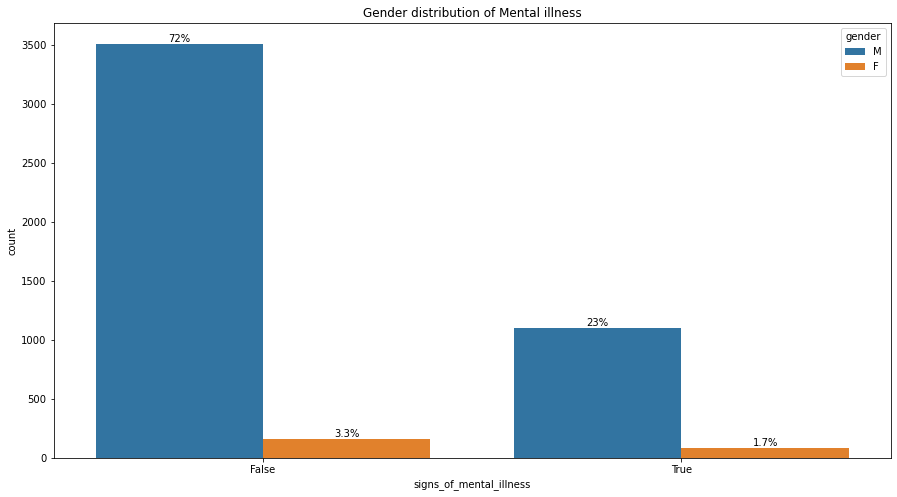 Gender distribution of Mental illness
gender
M
F
count
3500
3000
2500
2000
1500
1000
500
0
72%
3.3%
23%
1.7%
False
True
signs_of_mental_illness